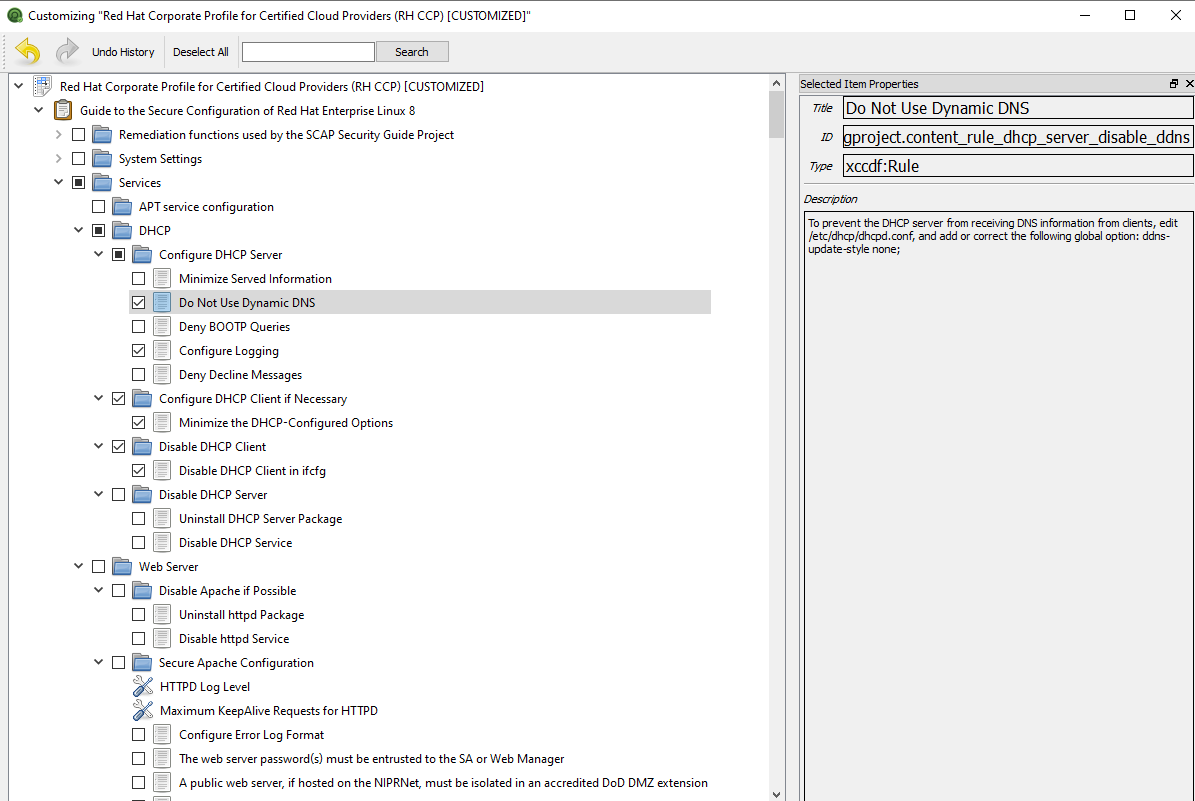 Customizing "Red Hat Corporate Profile for Certified Cloud Providers (RH CCP) [CUSTOMIZED]"
Undo History
Deselect All
Search
Red Hat Corporate Profile for Certified Cloud Providers (RH CCP) [CUSTOMIZED]
Guide to the Secure Configuration of Red Hat Enterprise Linux 8
Remediation functions used by the SCAP Security Guide Project
System Settings
Services
APT service configuration
DHCP
Configure DHCP Server
Minimize Served Information
Do Not Use Dynamic DNS
Deny BOOTP Queries
Configure Logging
Deny Decline Messages
Configure DHCP Client if Necessary
Minimize the DHCP-Configured Options
Disable DHCP Client
Disable DHCP Client in ifcfg
Disable DHCP Server
Uninstall DHCP Server Package
Disable DHCP Service
Web Server
Disable Apache if Possible
Uninstall httpd Package
Disable httpd Service
Secure Apache Configuration
HTTPD Log Level
Maximum KeepAlive Requests for HTTPD
Configure Error Log Format
The web server password(s) must be entrusted to the SA or Web Manager
A public web server, if hosted on the NIPRNet, must be isolated in an accredited DoD DMZ extension
Selected Item Properties
Title Do Not Use Dynamic DNS
ID gproject.content_rule_dhcp_server_disable_ddns
Type xccdf:Rule
Description
To prevent the DHCP server from receiving DNS information from clients, edit
/etc/dhcp/dhcpd.conf, and add or correct the following global option: ddns-
update-style none;